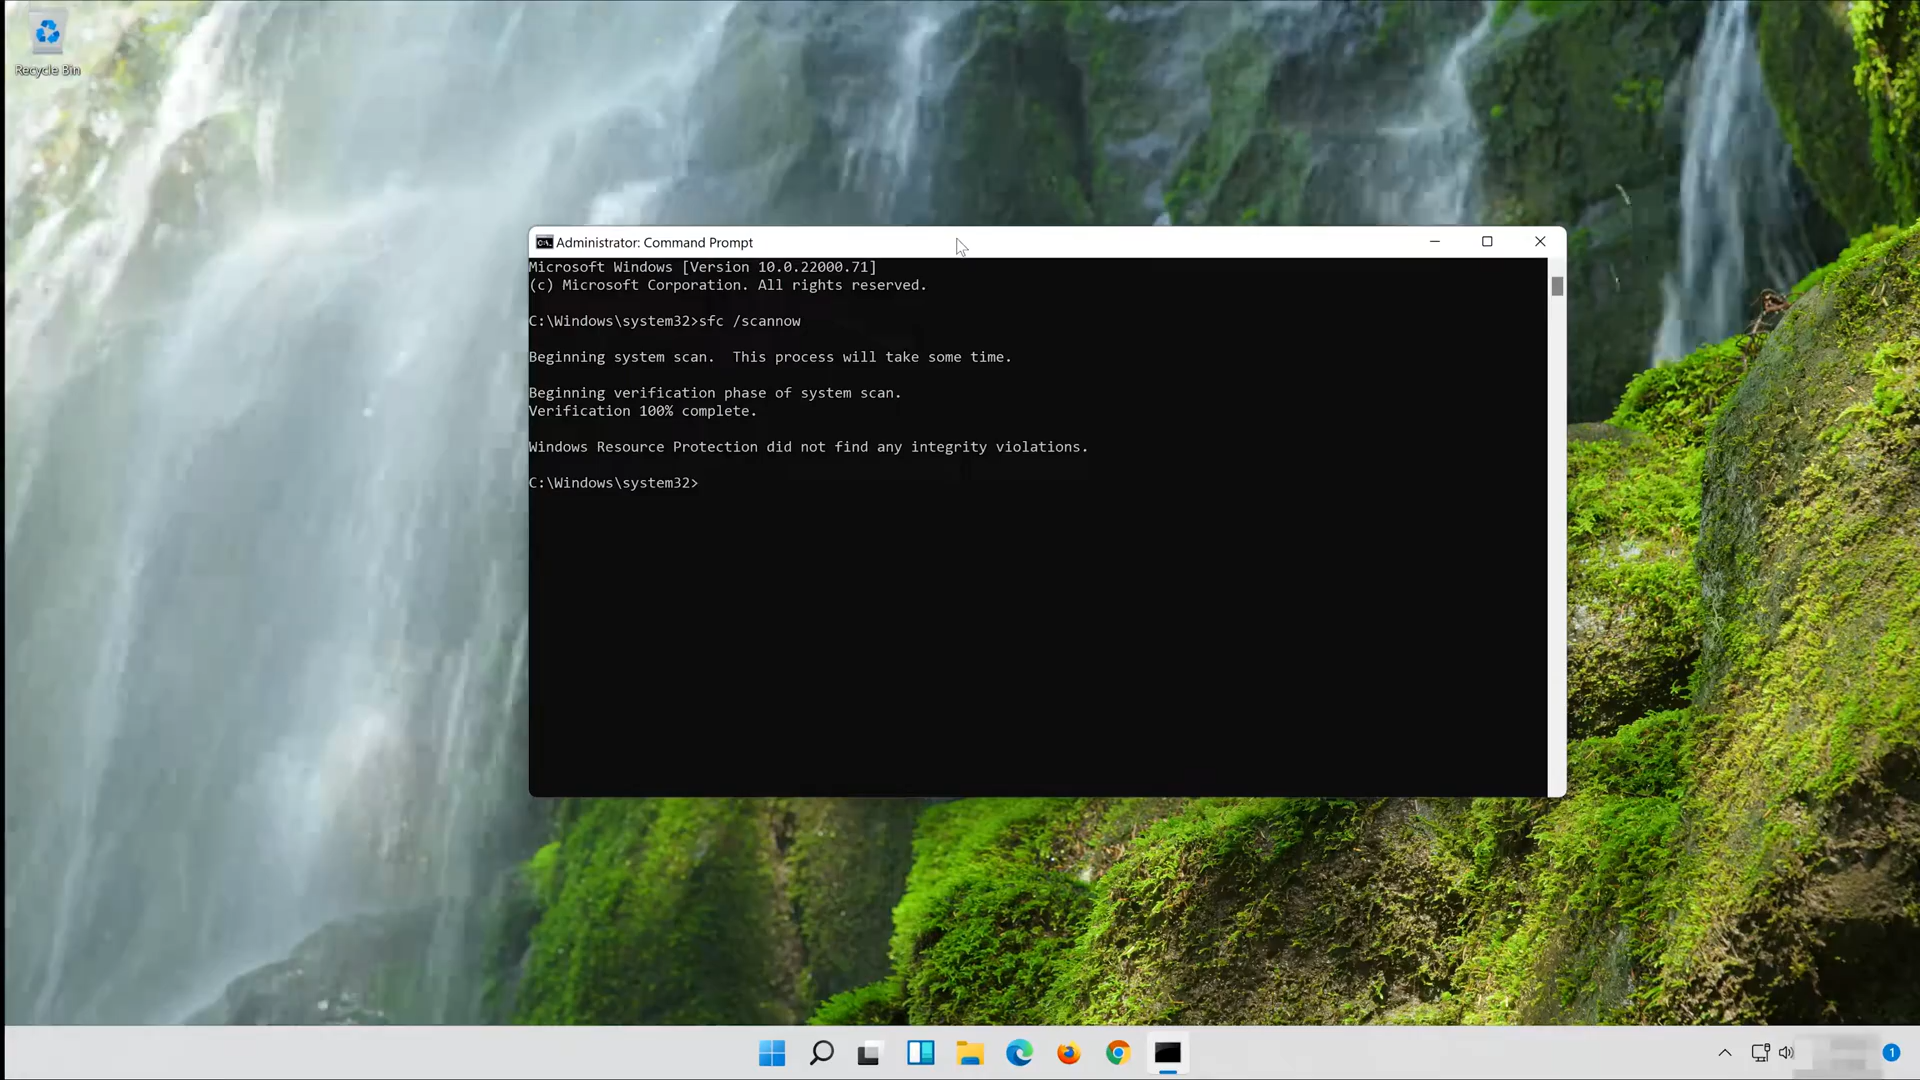 Recycle Bin
Administrator: Command Prompt
Microsoft Windows [Version 10.0.22000.71]
(c) Microsoft Corporation. All rights reserved.
C:\Windows\system32>sfc /scannow
Beginning system scan.  This process will take some time.
Beginning verification phase of system scan.
Verification 100% complete.
Windows Resource Protection did not find any integrity violations.
C:\Windows\system32>
1